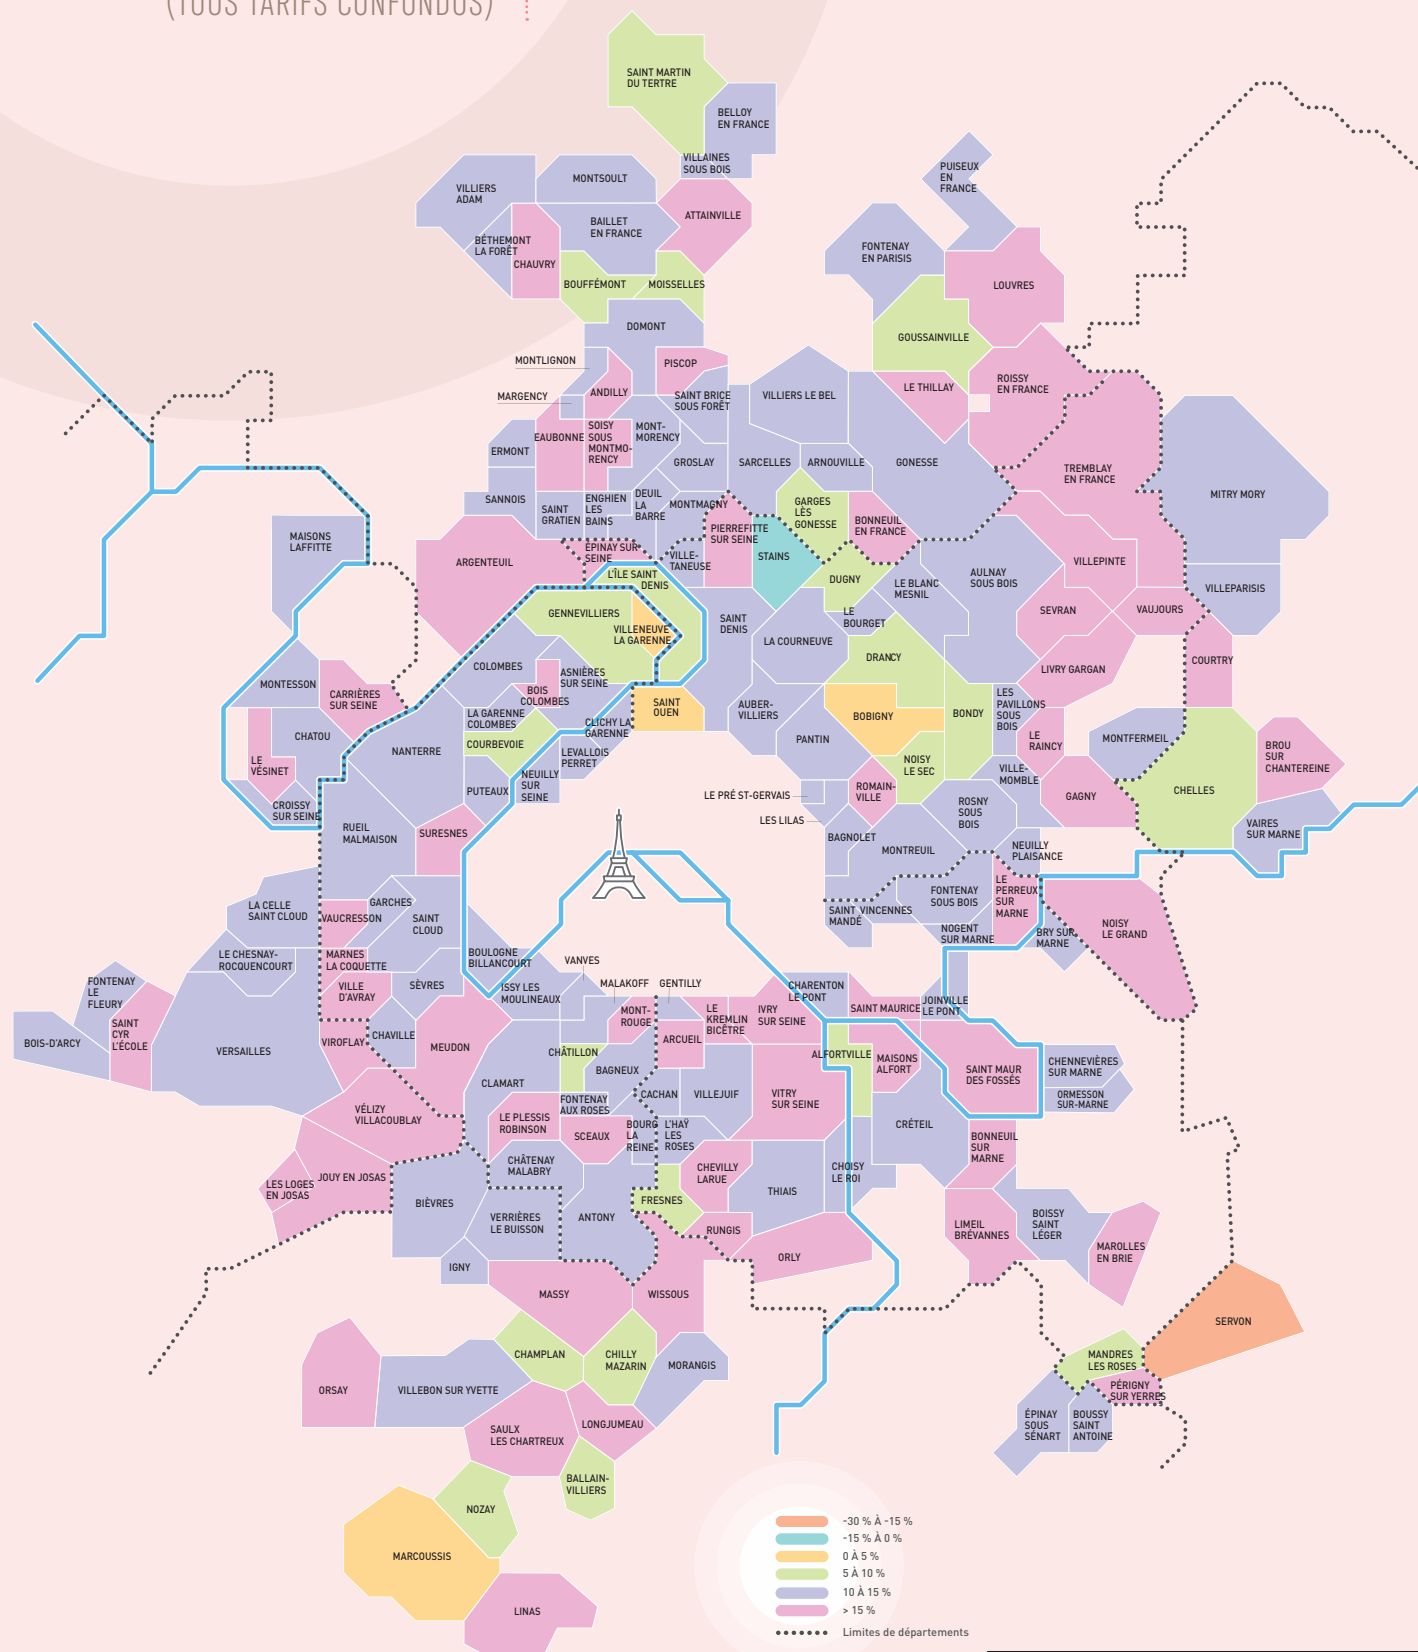 (TOUS TARIFS CONFONDUS)
SAINT MARTIN
DU TERTRE
BELLOY
EN FRANCE
VILLAINES
SOUS BOIS
MONTSOULT
VILLIERS
ADAM
PUISEUX
EN
FRANCE
ATTAINVILLE
BAILLET
EN FRANCE
BÉTHEMONT
LA FORÊT
CHAUVRY
FONTENAY
EN PARISIS
BOUFFÉMONT
MOISSELLES
LOUVRES
DOMONT
GOUSSAINVILLE
MONTLIGNON
PISCOP
ROISSY
EN FRANCE
LE THILLAY
MARGENCY
ANDILLY
SAINT BRICE
SOUS FORÊT
VILLIERS LE BEL
EAUBONNE
SOISY
SOUS
MONTMO-
RENCY
MONT-
MORENCY
ERMONT
GROSLAY
SARCELLES
ARNOUVILLE
GONESSE
TREMBLAY
EN FRANCE
MITRY MORY
SANNOIS
SAINT
GRATIEN
ENGHIEN
LES
BAINS
DEUIL
LA
BARRE
MONTMAGNY
GARGES
LÈS
GONESSE
PIERREFITTE
SUR SEINE
BONNEUIL
EN FRANCE
MAISONS
LAFFITTE
ARGENTEUIL
ÉPINAY SUR
SEINE
VILLE-
TANEUSE
STAINS
VILLEPINTE
L'ÎLE SAINT
DENIS
DUGNY
LE BLANC
MESNIL
AULNAY
SOUS BOIS
VILLEPARISIS
GENNEVILLIERS
VILLENEUVE
LA GARENNE
SAINT
DENIS
LE
BOURGET
SEVRAN
VAUJOURS
LA COURNEUVE
DRANCY
COLOMBES
ASNIÈRES
SUR SEINE
LIVRY GARGAN
COURTRY
MONTESSON
CARRIÈRES
SUR SEINE
BOIS
COLOMBES
LA GARENNE
COLOMBES
CLICHY LA
GARENNE
SAINT
OUEN
AUBER-
VILLIERS
BOBIGNY
BONDY
LES
PAVILLONS
SOUS
BOIS
CHATOU
NANTERRE
COURBEVOIE
LEVALLOIS
PERRET
PANTIN
LE
RAINCY
MONTFERMEIL
BROU
SUR
CHANTEREINE
LE
VÉSINET
NOISY
LE SEC
VILLE-
MOMBLE
NEUILLY
SUR
SEINE
PUTEAUX
LE PRÉ ST-GERVAIS
ROMAIN-
VILLE
GAGNY
CHELLES
CROISSY
SUR SEINE
ROSNY
SOUS
BOIS
LES LILAS
RUEIL
MALMAISON
SURESNES
BAGNOLET
MONTREUIL
NEUILLY
PLAISANCE
VAIRES
SUR MARNE
LA CELLE
SAINT CLOUD
GARCHES
VAUCRESSON
SAINT
CLOUD
SAINT
MANDÉ
VINCENNES
FONTENAY
SOUS BOIS
LE
PERREUX
SUR
MARNE
NOGENT
SUR MARNE
BRY SUR
MARNE
NOISY
LE GRAND
LE CHESNAY-
ROCQUENCOURT
MARNES
LA COQUETTE
BOULOGNE
BILLANCOURT
VANVES
FONTENAY
LE
FLEURY
VILLE
D'AVRAY
SÈVRES
ISSY LES
MOULINEAUX
MALAKOFF
GENTILLY
CHARENTON
LE PONT
SAINT MAURICE
JOINVILLE
LE PONT
MONT-
ROUGE
LE
KREMLIN
BICÊTRE
IVRY
SUR SEINE
SAINT
CYR
L'ÉCOLE
BOIS-D'ARCY
VERSAILLES
VIROFLAY
CHAVILLE
MEUDON
CHÂTILLON
ARCUEIL
ALFORTVILLE
MAISONS
ALFORT
SAINT MAUR
DES FOSSÉS
CHENNEVIÈRES
SUR MARNE
CLAMART
BAGNEUX
CACHAN
VILLEJUIF
VITRY
SUR SEINE
ORMESSON
SUR-MARNE
VÉLIZY
VILLACOUBLAY
LE PLESSIS
ROBINSON
FONTENAY
AUX ROSES
SCEAUX
BOURG
LA
REINE
L'HAŸ
LES
ROSES
CRÉTEIL
BONNEUIL
SUR
MARNE
CHÂTENAY
MALABRY
CHEVILLY
LARUE
CHOISY
LE ROI
LES LOGES
EN JOSAS
JOUY EN JOSAS
BIÈVRES
FRESNES
THIAIS
VERRIÈRES
LE BUISSON
ANTONY
RUNGIS
LIMEIL
BRÉVANNES
BOISSY
SAINT
LÉGER
MAROLLES
EN BRIE
ORLY
IGNY
MASSY
WISSOUS
SERVON
CHAMPLAN
CHILLY
MAZARIN
MORANGIS
MANDRES
LES ROSES
ORSAY
VILLEBON SUR YVETTE
PÉRIGNY
SUR YERRES
SAULX
LES CHARTREUX
LONGJUMEAU
ÉPINAY
SOUS
SÉNART
BOUSSY
SAINT
ANTOINE
BALLAIN-
VILLIERS
NOZAY
MARCOUSSIS
LINAS
-30 % À -15 %
-15 % À 0 %
0 À 5 %
5 À 10 %
10 À 15 %
> 15 %
Limites de départements